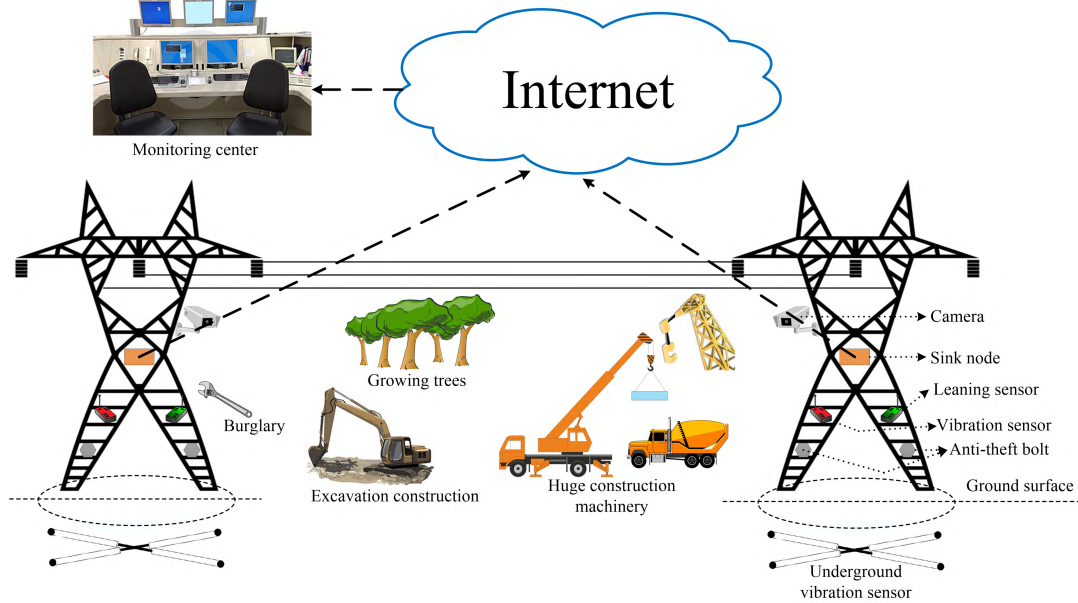 Internet
Monitoring center
Camera
Sink node
Growing trees
Leaning sensor
Burglary
Vibration sensor
Anti-theft bolt
Excavation construction
Huge construction
machinery
Ground surface
Underground
vibration sensor